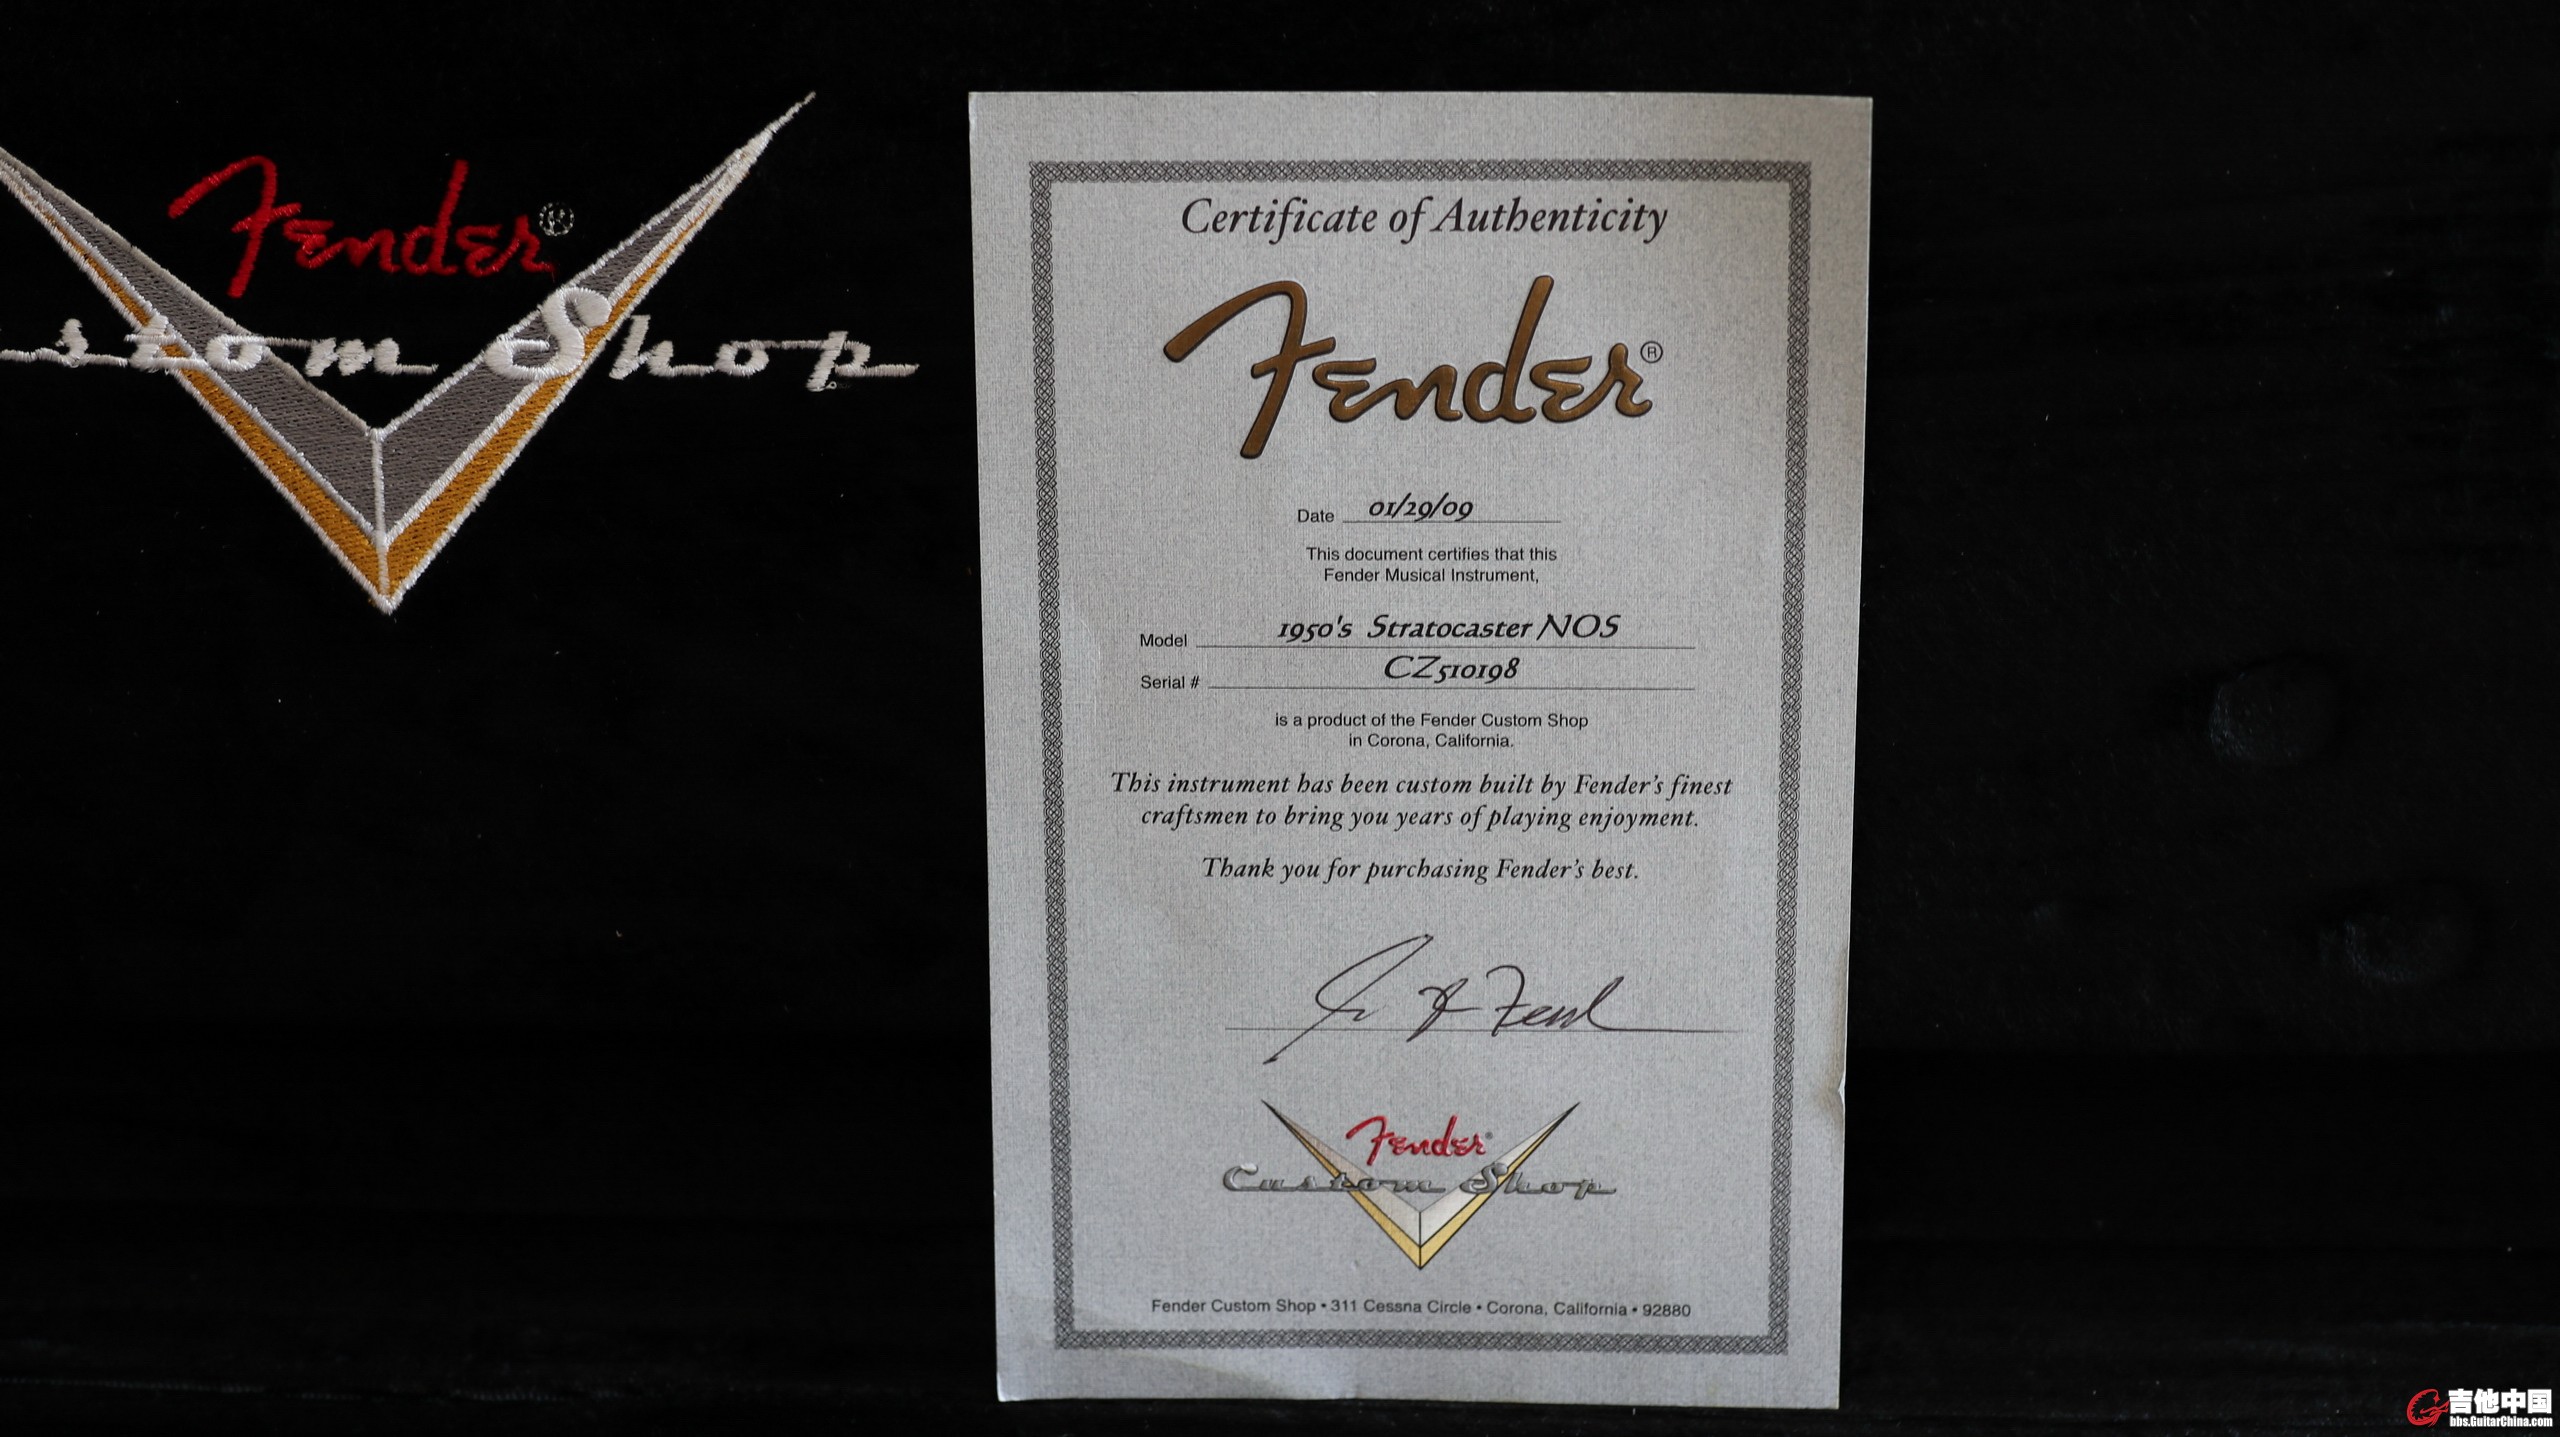 Fender®
stom Shop
Certificate of Authenticity
Fender®
Date 01/29/09
This document certifies that this
Fender Musical Instrument,
Model 1950's Stratocaster NOS
Serial # CZ510198
is a product of the Fender Custom Shop
in Corona, California.
This instrument has been custom built by Fender's finest
craftsmen to bring you years of playing enjoyment.
Thank you for purchasing Fender's best.
Fender®
Custom Shop
Fender Custom Shop • 311 Cessna Circle • Corona, California • 92880
吉他中国
bbs.GuitarChina.com